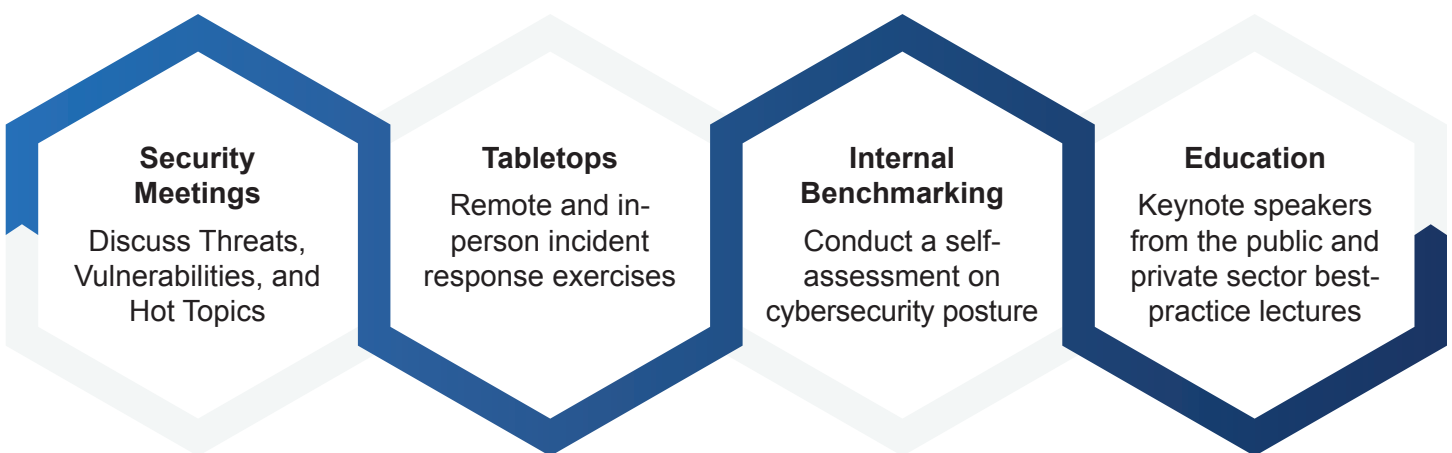 Security
Meetings
Discuss Threats,
Vulnerabilities, and
Hot Topics
Tabletops
Remote and in-
person incident
response exercises
Internal
Benchmarking
Conduct a self-
assessment on
cybersecurity posture
Education
Keynote speakers
from the public and
private sector best-
practice lectures